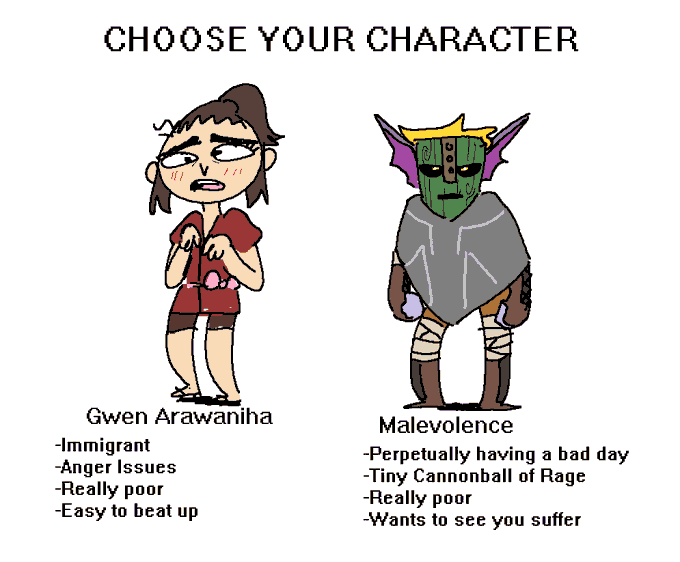 CHOOSE YOUR CHARACTER
Gwen Arawaniha
-Immigrant
-Anger Issues
-Really poor
-Easy to beat up
Malevolence
-Perpetually having a bad day
-Tiny Cannonball of Rage
-Really poor
-Wants to see you suffer